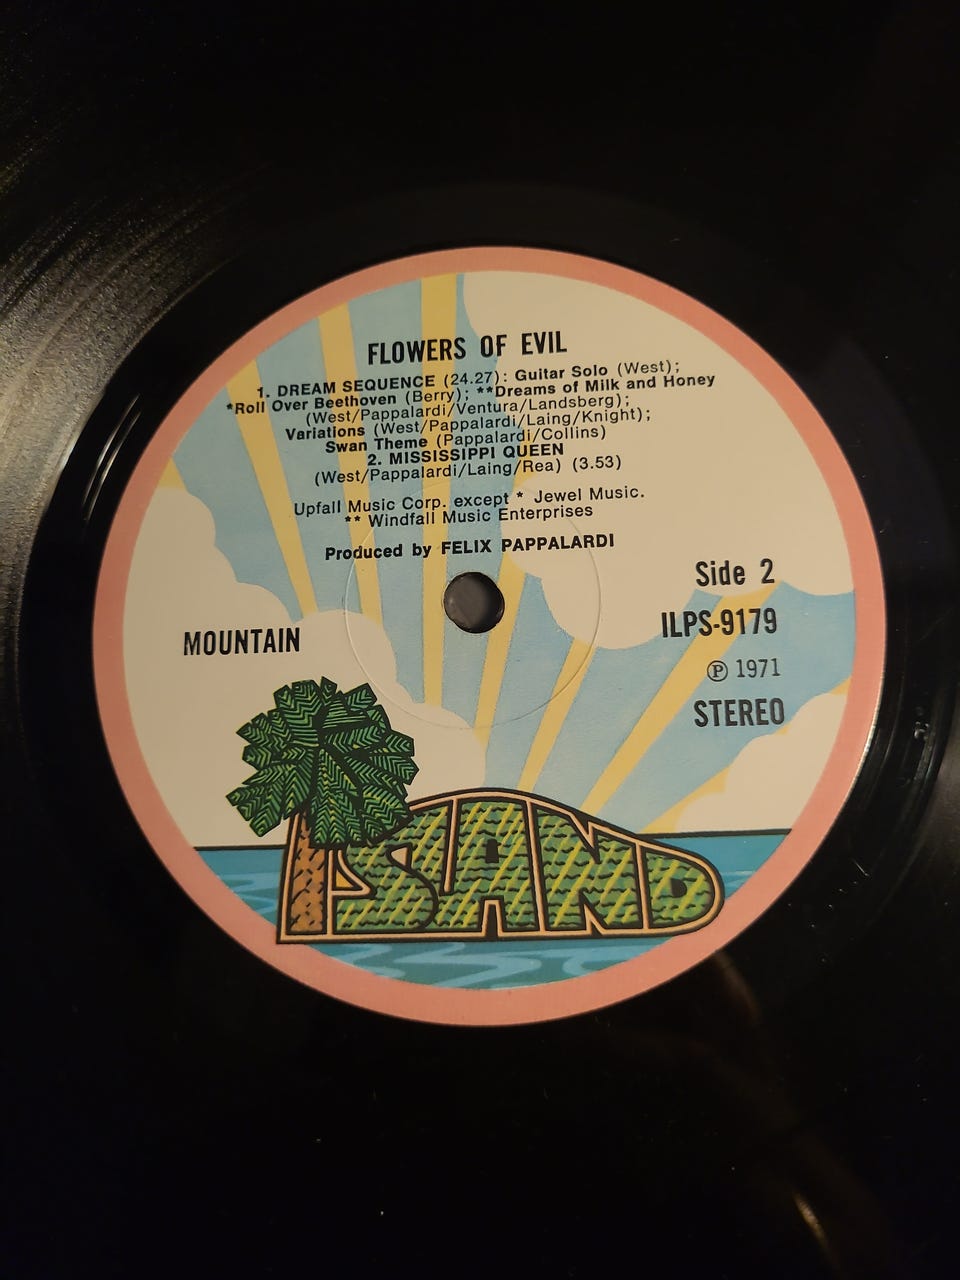 FLOWERS OF EVIL
1. DREAM SEQUENCE (24.27): Guitar Solo (West);
*Roll Over Beethoven (Berry); **Dreams of Milk and Honey
(West/Pappalardi/Ventura/Landsberg);
Variations (West/Pappalardi/Laing/Knight);
Swan Theme (Pappalardi/Collins)
2. MISSISSIPPI QUEEN
(West/Pappalardi/Laing/Rea) (3.53)
Upfall Music Corp. except * Jewel Music.
** Windfall Music Enterprises
Produced by FELIX PAPPALARDI
Side 2
ILPS-9179
MOUNTAIN
℗ 1971
STEREO
ISLAND